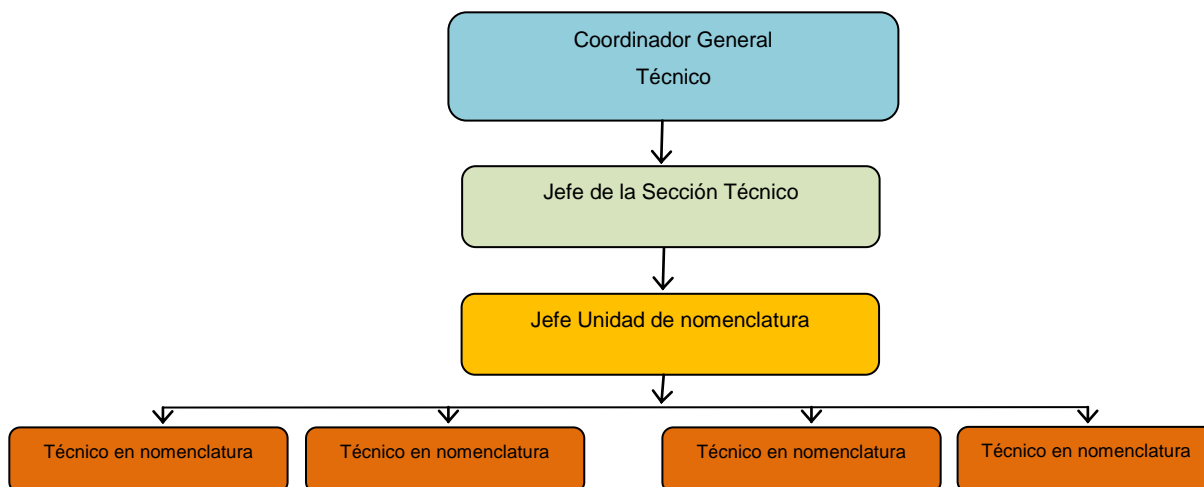 Coordinador General
Técnico
Jefe de la Sección Técnico
Jefe Unidad de nomenclatura
Técnico en nomenclatura
Técnico en nomenclatura
Técnico en nomenclatura
Técnico en nomenclatura